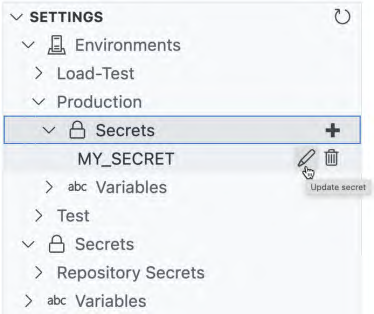 SETTINGS
Environments
Load-Test
Production
Secrets
MY_SECRET
Update secret
abc Variables
Test
Secrets
Repository Secrets
abc Variables